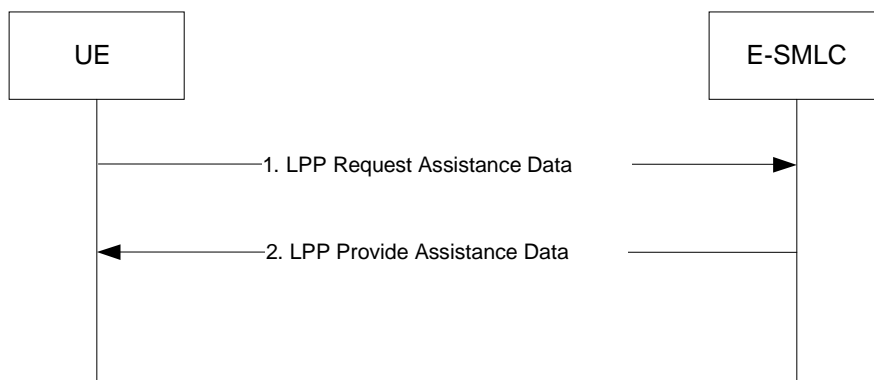 UE
E-SMLC
1. LPP Request Assistance Data
2. LPP Provide Assistance Data